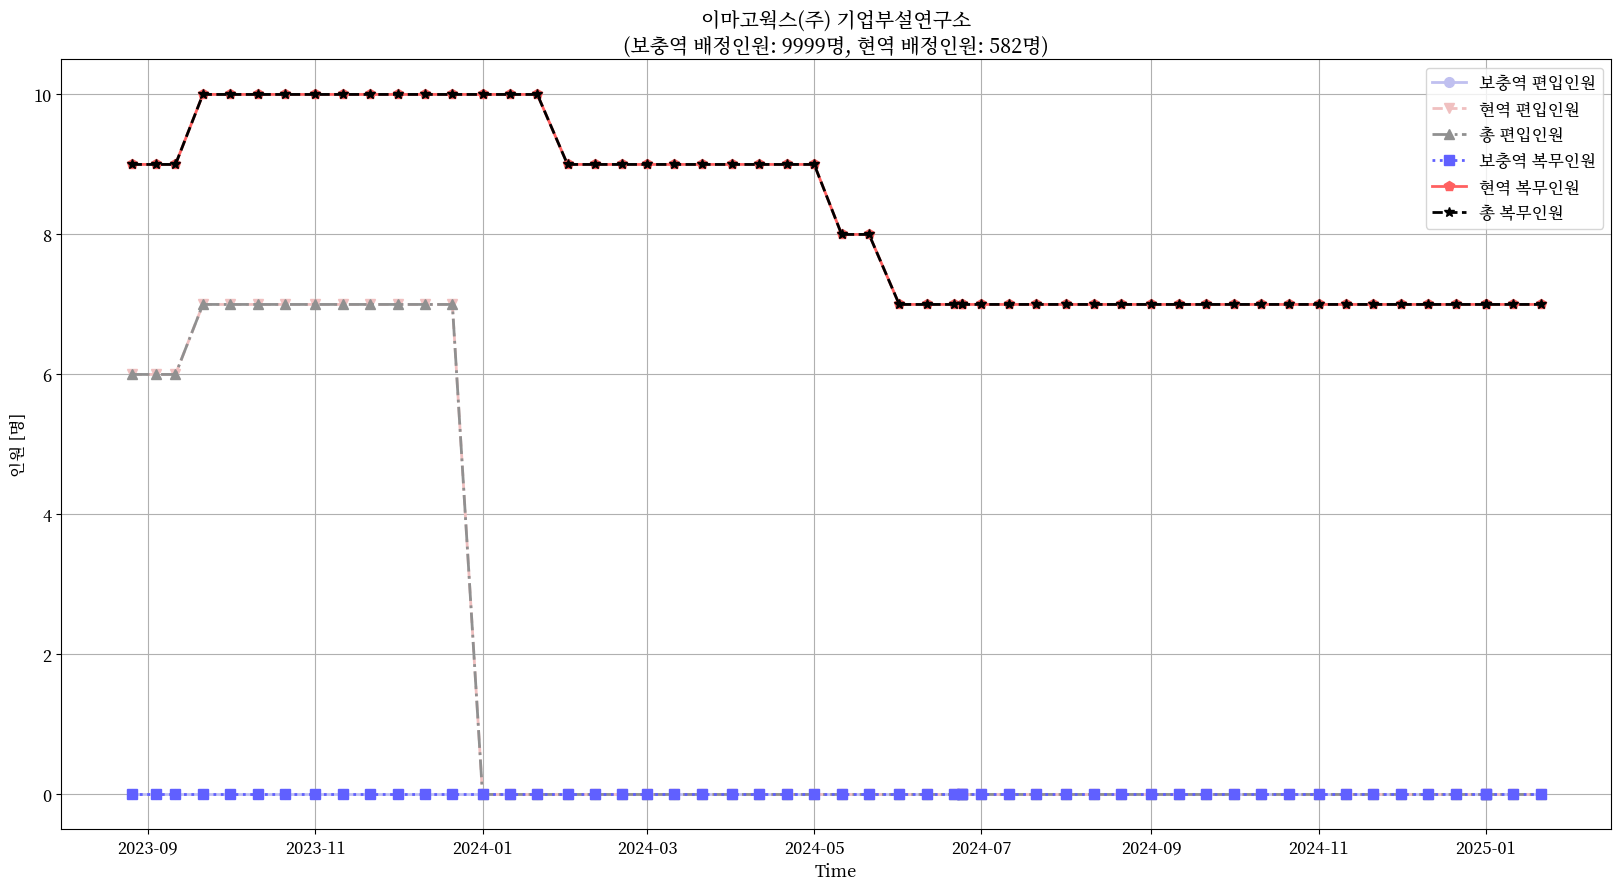 이마고웍스(주) 기업부설연구소
(보충역 배정인원: 9999명, 현역 배정인원: 582명)
인원 [명]
10
8
6
4
2
0
보충역 편입인원
현역 편입인원
총 편입인원
보충역 복무인원
현역 복무인원
총 복무인원
2023-09
2023-11
2024-01
2024-03
2024-05
2024-07
2024-09
2024-11
2025-01
Time